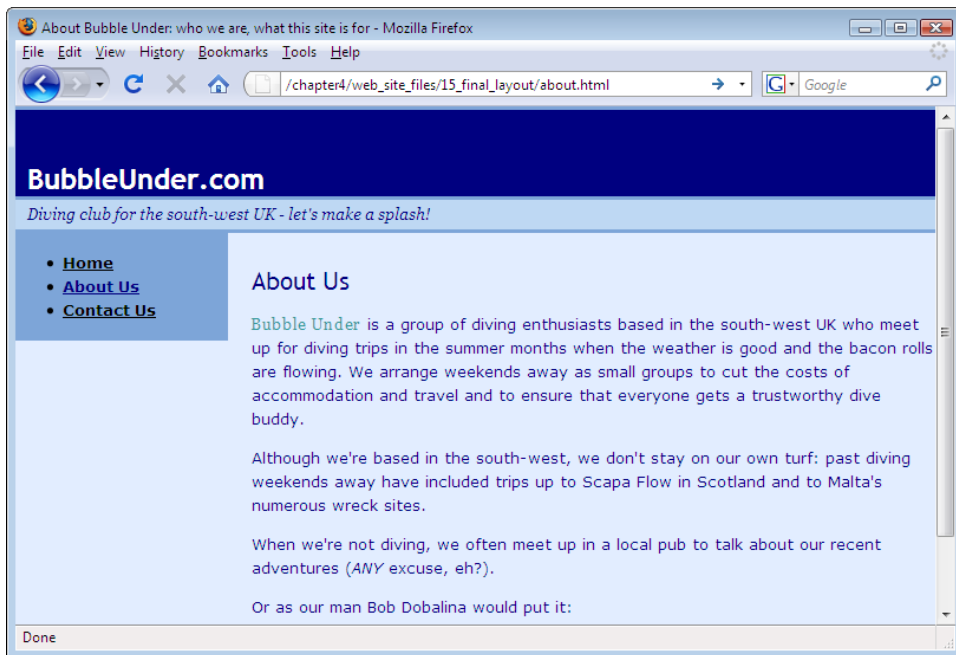 About Bubble Under: who we are, what this site is for - Mozilla Firefox
File Edit View History Bookmarks Tools Help
/chapter4/web_site_files/15_final_layout/about.html
G Google
BubbleUnder.com
Diving club for the south-west UK - let's make a splash!
Home
About Us
Contact Us
About Us
Bubble Under is a group of diving enthusiasts based in the south-west UK who meet
up for diving trips in the summer months when the weather is good and the bacon rolls
are flowing. We arrange weekends away as small groups to cut the costs of
accommodation and travel and to ensure that everyone gets a trustworthy dive
buddy.
Although we're based in the south-west, we don't stay on our own turf: past diving
weekends away have included trips up to Scapa Flow in Scotland and to Malta's
numerous wreck sites.
When we're not diving, we often meet up in a local pub to talk about our recent
adventures (ANY excuse, eh?).
Or as our man Bob Dobalina would put it:
Done